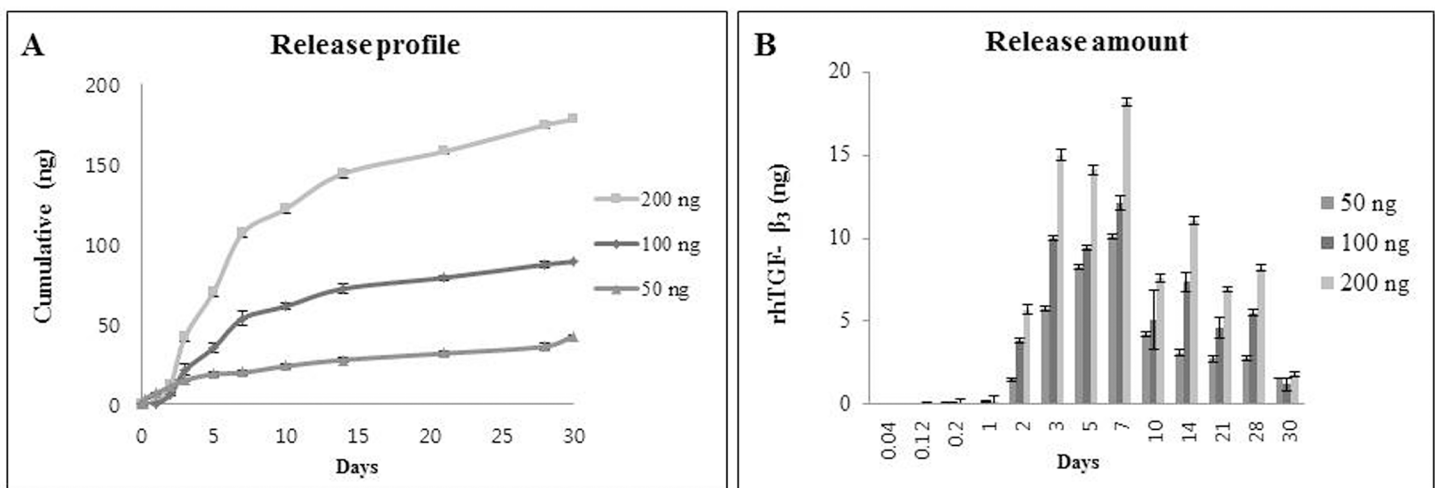 A
Release profile
200
150
100
50
0
Cumulative (ng)
0 5 10 15 20 25 30
Days
200 ng
100 ng
50 ng
B
Release amount
20
15
10
5
0
rhTGF- β3 (ng)
0.04 0.12 0.2 1 2 3 5 7 10 14 21 28 30
Days
50 ng
100 ng
200 ng